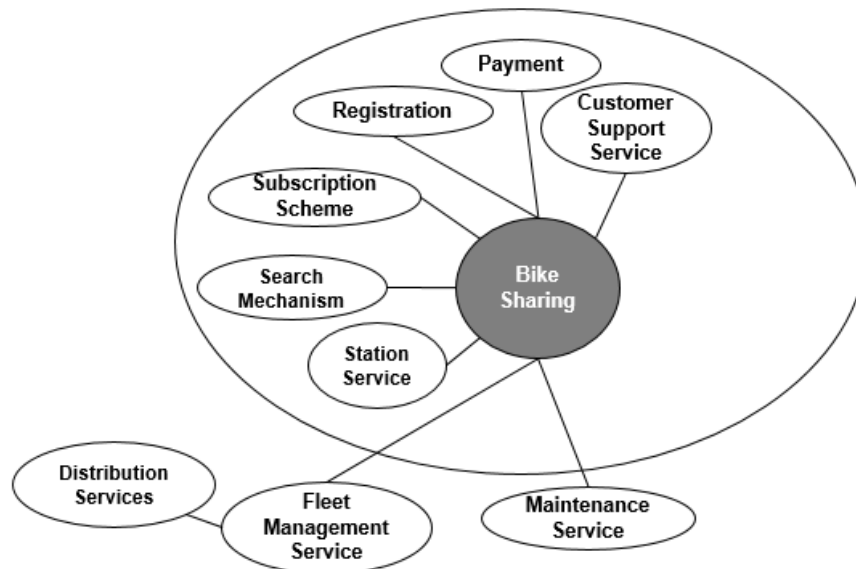 Payment
Registration
Customer
Support
Service
Subscription
Scheme
Search
Mechanism
Bike
Sharing
Station
Service
Distribution
Services
Fleet
Management
Service
Maintenance
Service